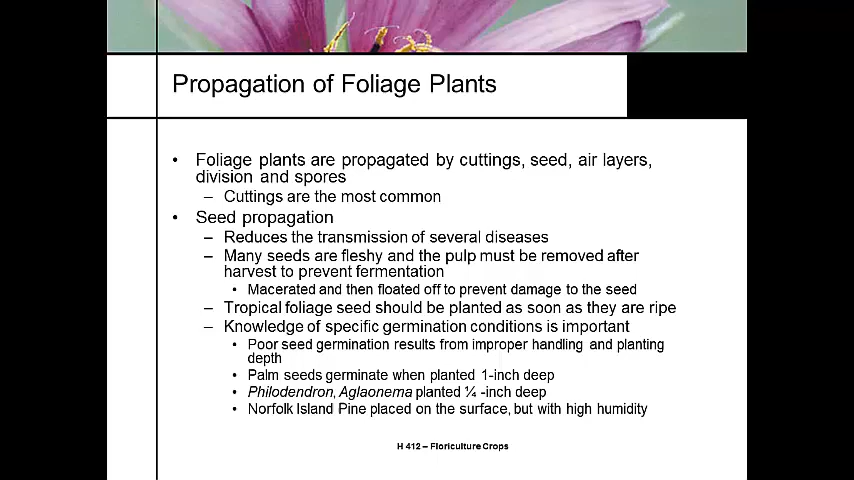 Propagation of Foliage Plants
• Foliage plants are propagated by cuttings, seed, air layers,
division and spores
– Cuttings are the most common
• Seed propagation
– Reduces the transmission of several diseases
– Many seeds are fleshy and the pulp must be removed after
harvest to prevent fermentation
• Macerated and then floated off to prevent damage to the seed
– Tropical foliage seed should be planted as soon as they are ripe
– Knowledge of specific germination conditions is important
• Poor seed germination results from improper handling and planting
depth
• Palm seeds germinate when planted 1-inch deep
• Philodendron, Aglaonema planted ¼ -inch deep
• Norfolk Island Pine placed on the surface, but with high humidity
H 412 – Floriculture Crops